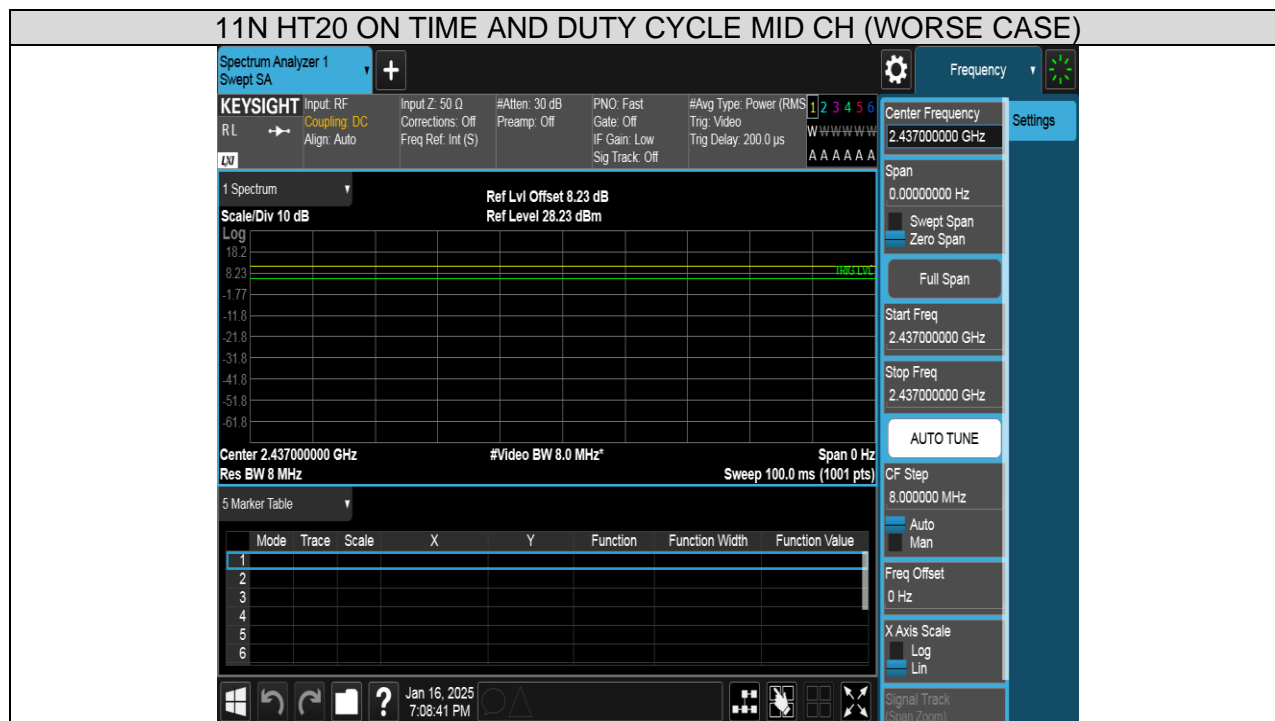 11N HT20 ON TIME AND DUTY CYCLE MID CH (WORSE CASE)
Spectrum Analyzer 1
Swept SA
+
Frequency
KEYSIGHT
RL
LXI
Input: RF
Coupling: DC
Align: Auto
Input Z: 50 Ω
Corrections: Off
Freq Ref: Int (S)
#Atten: 30 dB
Preamp: Off
PNO: Fast
Gate: Off
IF Gain: Low
Sig Track: Off
#Avg Type: Power (RMS
Trig: Video
Trig Delay: 200.0 µs
1 2 3 4 5 6
W W W W W W
A A A A A A
Center Frequency
2.437000000 GHz
Settings
Span
0.00000000 Hz
Swept Span
Zero Span
Full Span
Start Freq
2.437000000 GHz
Stop Freq
2.437000000 GHz
AUTO TUNE
CF Step
8.000000 MHz
Auto
Man
Freq Offset
0 Hz
X Axis Scale
Log
Lin
Signal Track
(Span Zoom)
1 Spectrum
Scale/Div 10 dB
Ref Lvl Offset 8.23 dB
Ref Level 28.23 dBm
Log
18.2
8.23
-1.77
-11.8
-21.8
-31.8
-41.8
-51.8
-61.8
TRIG LVL
Center 2.437000000 GHz #Video BW 8.0 MHz* Span 0 Hz
Res BW 8 MHz Sweep 100.0 ms (1001 pts)
5 Marker Table
Mode Trace Scale X Y Function Function Width Function Value
1
2
3
4
5
6
?
Jan 16, 2025
7:08:41 PM